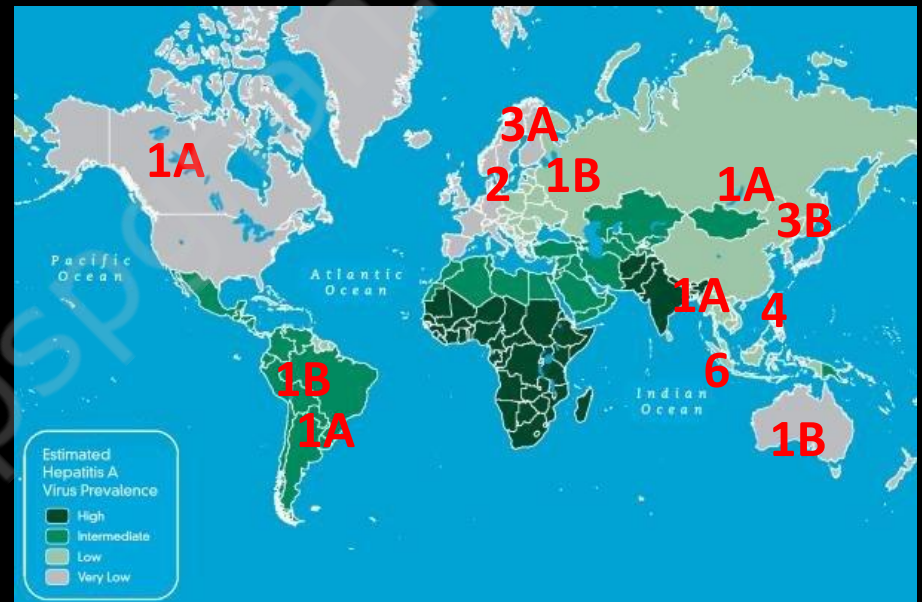 3A
1A
2
1B
1A
3B
Pacific
Ocean
Atlantic
Ocean
1A
4
1B
6
Indian
Ocean
1A
1B
Estimated
Hepatitis A
Virus Prevalence
High
Intermediate
Low
Very Low